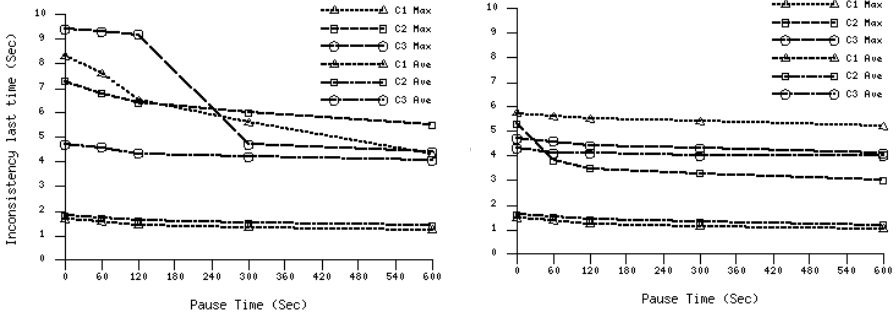 Inconsistency last time (Sec)
10
9
8
7
6
5
4
3
2
1
0
0 60 120 180 240 300 360 420 480 540 600
Pause Time (Sec)
C1 Max
C2 Max
C3 Max
C1 Ave
C2 Ave
C3 Ave
10
9
8
7
6
5
4
3
2
1
0
0 60 120 180 240 300 360 420 480 540 600
Pause Time (Sec)
C1 Max
C2 Max
C3 Max
C1 Ave
C2 Ave
C3 Ave